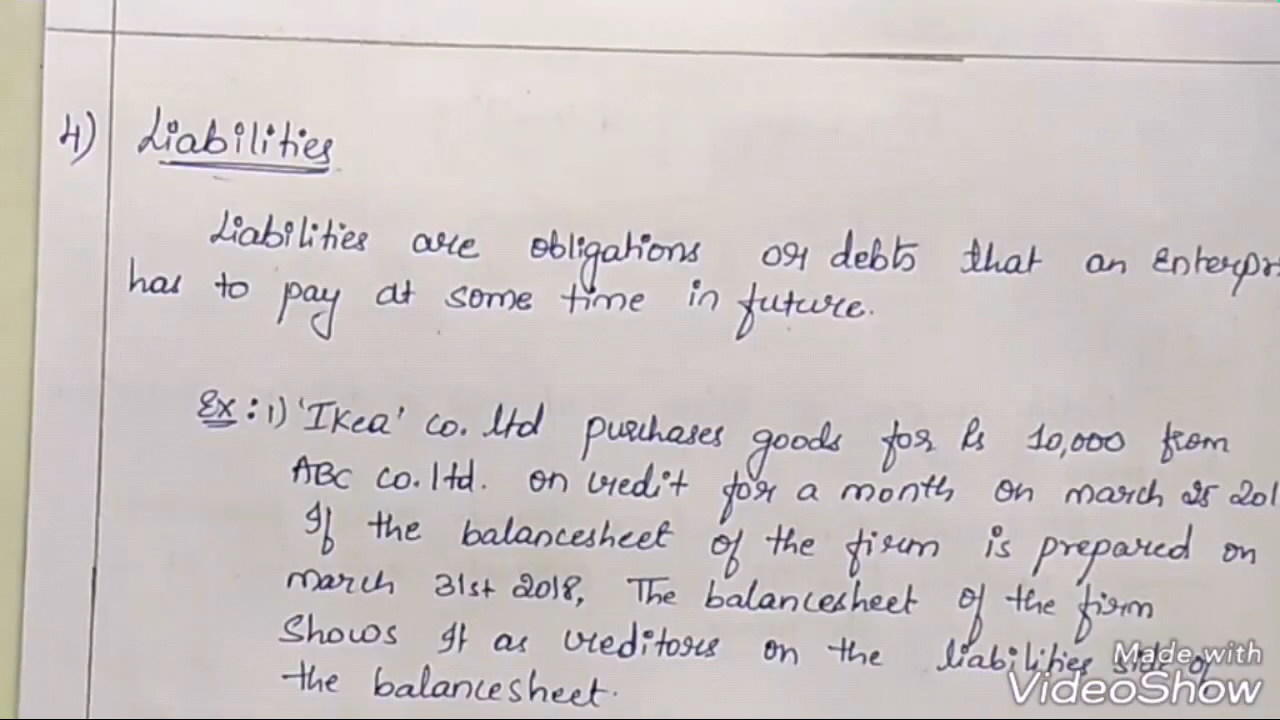 4) Liabilities
Liabilities are obligations or debts that an Enterpr
has to pay at some time in future.
Ex: 1) 'Ikea' co. ltd purchases goods for Rs 10,000 from
ABC co. ltd. on credit for a month on march 25 201
If the balancesheet of the firm is prepared on
march 31st 2018, The balancesheet of the firm
Shows It as creditors on the liabilities side of
the balancesheet.
Made with
VideoShow